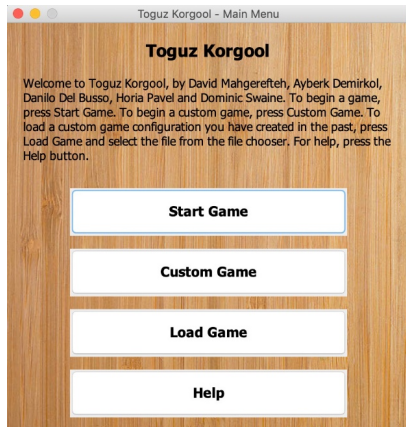 Toguz Korgool - Main Menu
Toguz Korgool
Welcome to Toguz Korgool, by David Mahgerefteh, Ayberk Demirkol,
Danilo Del Busso, Horia Pavel and Dominic Swaine. To begin a game,
press Start Game. To begin a custom game, press Custom Game. To
load a custom game configuration you have created in the past, press
Load Game and select the file from the file chooser. For help, press the
Help button.
Start Game
Custom Game
Load Game
Help